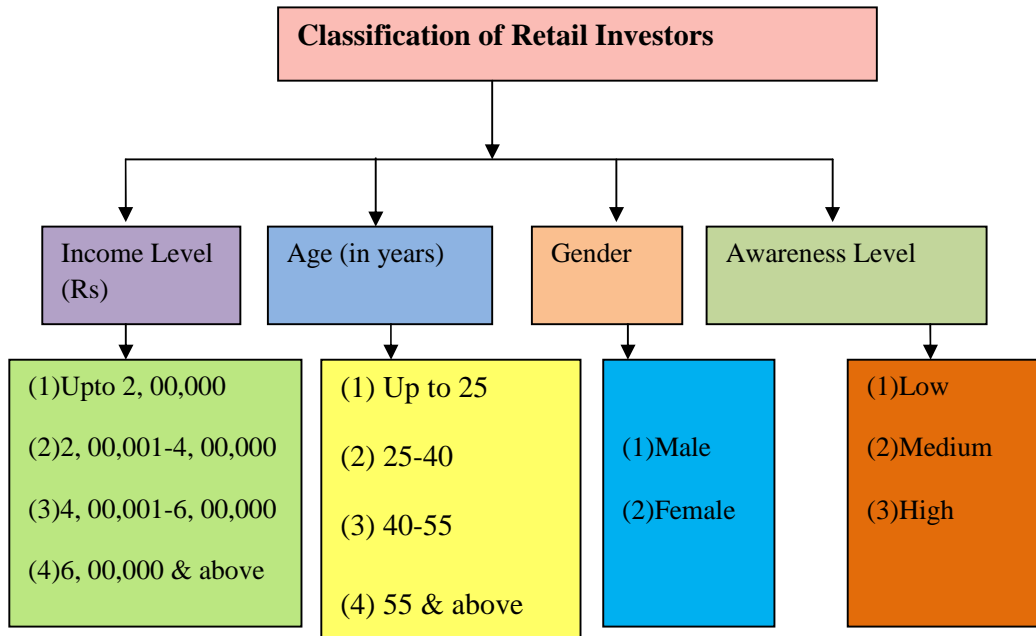 Classification of Retail Investors
Income Level
(Rs)
Age (in years)
Gender
Awareness Level
(1)Upto 2, 00,000
(2)2, 00,001-4, 00,000
(3)4, 00,001-6, 00,000
(4)6, 00,000 & above
(1) Up to 25
(2) 25-40
(3) 40-55
(4) 55 & above
(1)Male
(2)Female
(1)Low
(2)Medium
(3)High